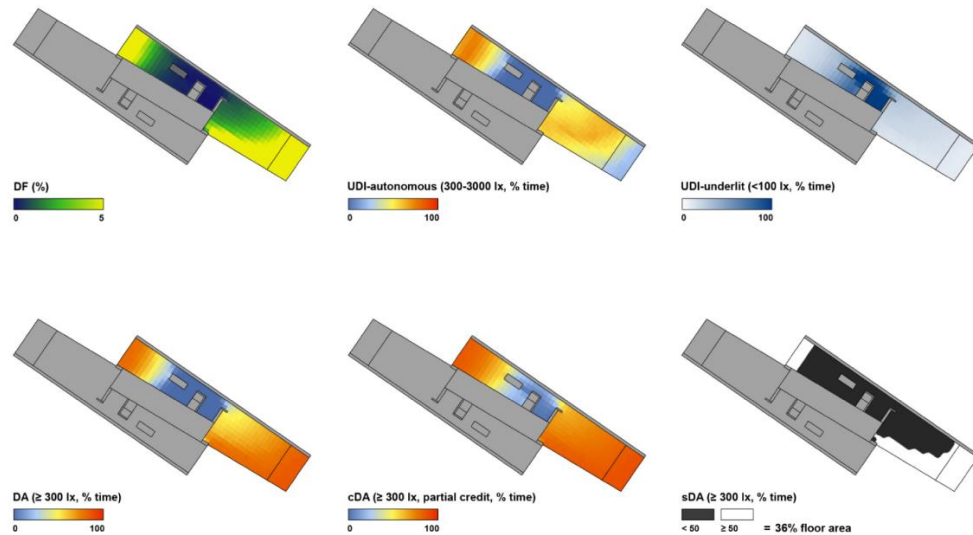 DF (%)
0 5
UDI-autonomous (300-3000 lx, % time)
0 100
UDI-underlit (<100 lx, % time)
0 100
DA (≥ 300 lx, % time)
0 100
cDA (≥ 300 lx, partial credit, % time)
0 100
sDA (≥ 300 lx, % time)
< 50 ≥ 50 = 36% floor area